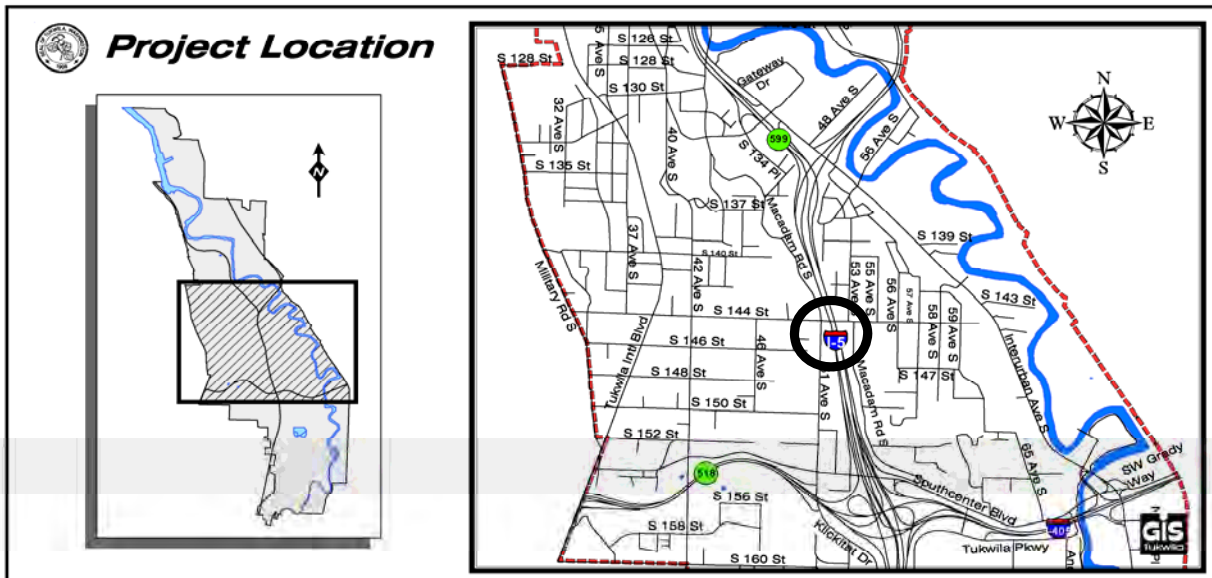 Project Location
1908
N
N
W
E
S
S 126 St
S 128 St
S 128 St
S 130 St
Gateway
Dr
32 Ave S
40 Ave S
48 Ave S
56 Ave S
599
S 134 Pl
S 135 St
S 137 St
Macadam Rd S
37 Ave S
S 139 St
S 140 St
42 Ave S
Military Rd S
53 Ave S
55 Ave S
56 Ave S
57 Ave S
58 Ave S
59 Ave S
S 143 St
S 144 St
I-5
Tukwila Intl Blvd
S 146 St
46 Ave S
Interurban Ave S
S 147 St
S 148 St
Macadam Rd S
S 150 St
S 152 St
65 Ave S
SW Grady
Way
518
S 156 St
Southcenter Blvd
S 158 St
Klickitat Dr
Tukwila Pkwy
S 160 St
GIS
Tukwila